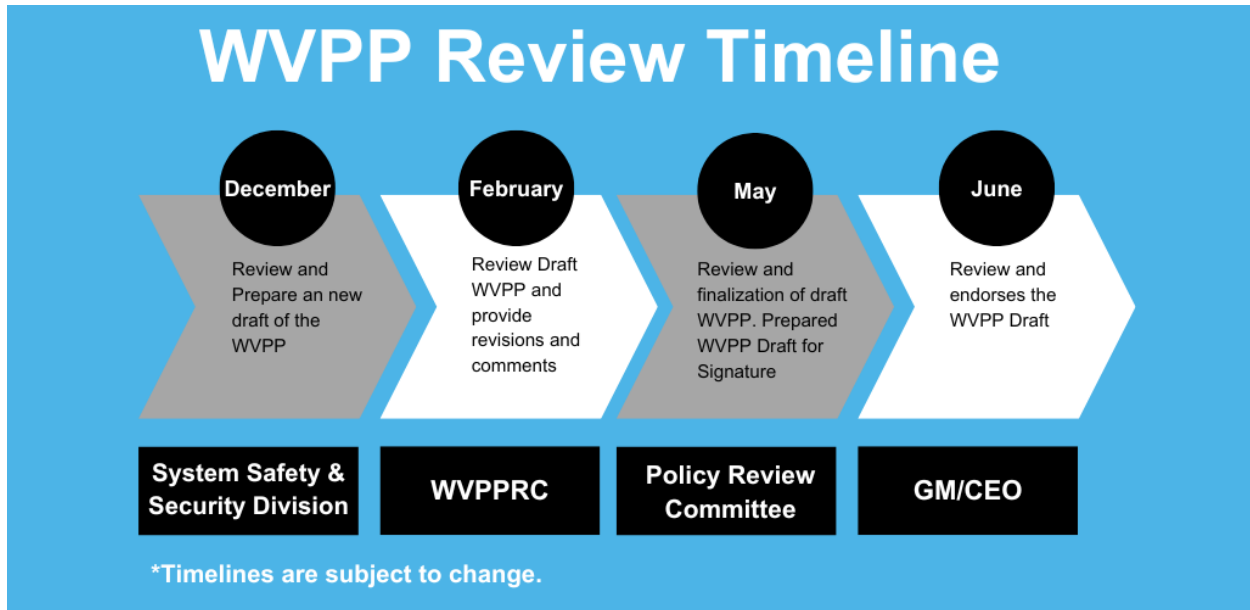 WVPP Review Timeline
December
Review and
Prepare an new
draft of the
WVPP
System Safety &
Security Division
February
Review Draft
WVPP and
provide
revisions and
comments
WVPPRC
May
Review and
finalization of draft
WVPP. Prepared
WVPP Draft for
Signature
Policy Review
Committee
June
Review and
endorses the
WVPP Draft
GM/CEO
*Timelines are subject to change.